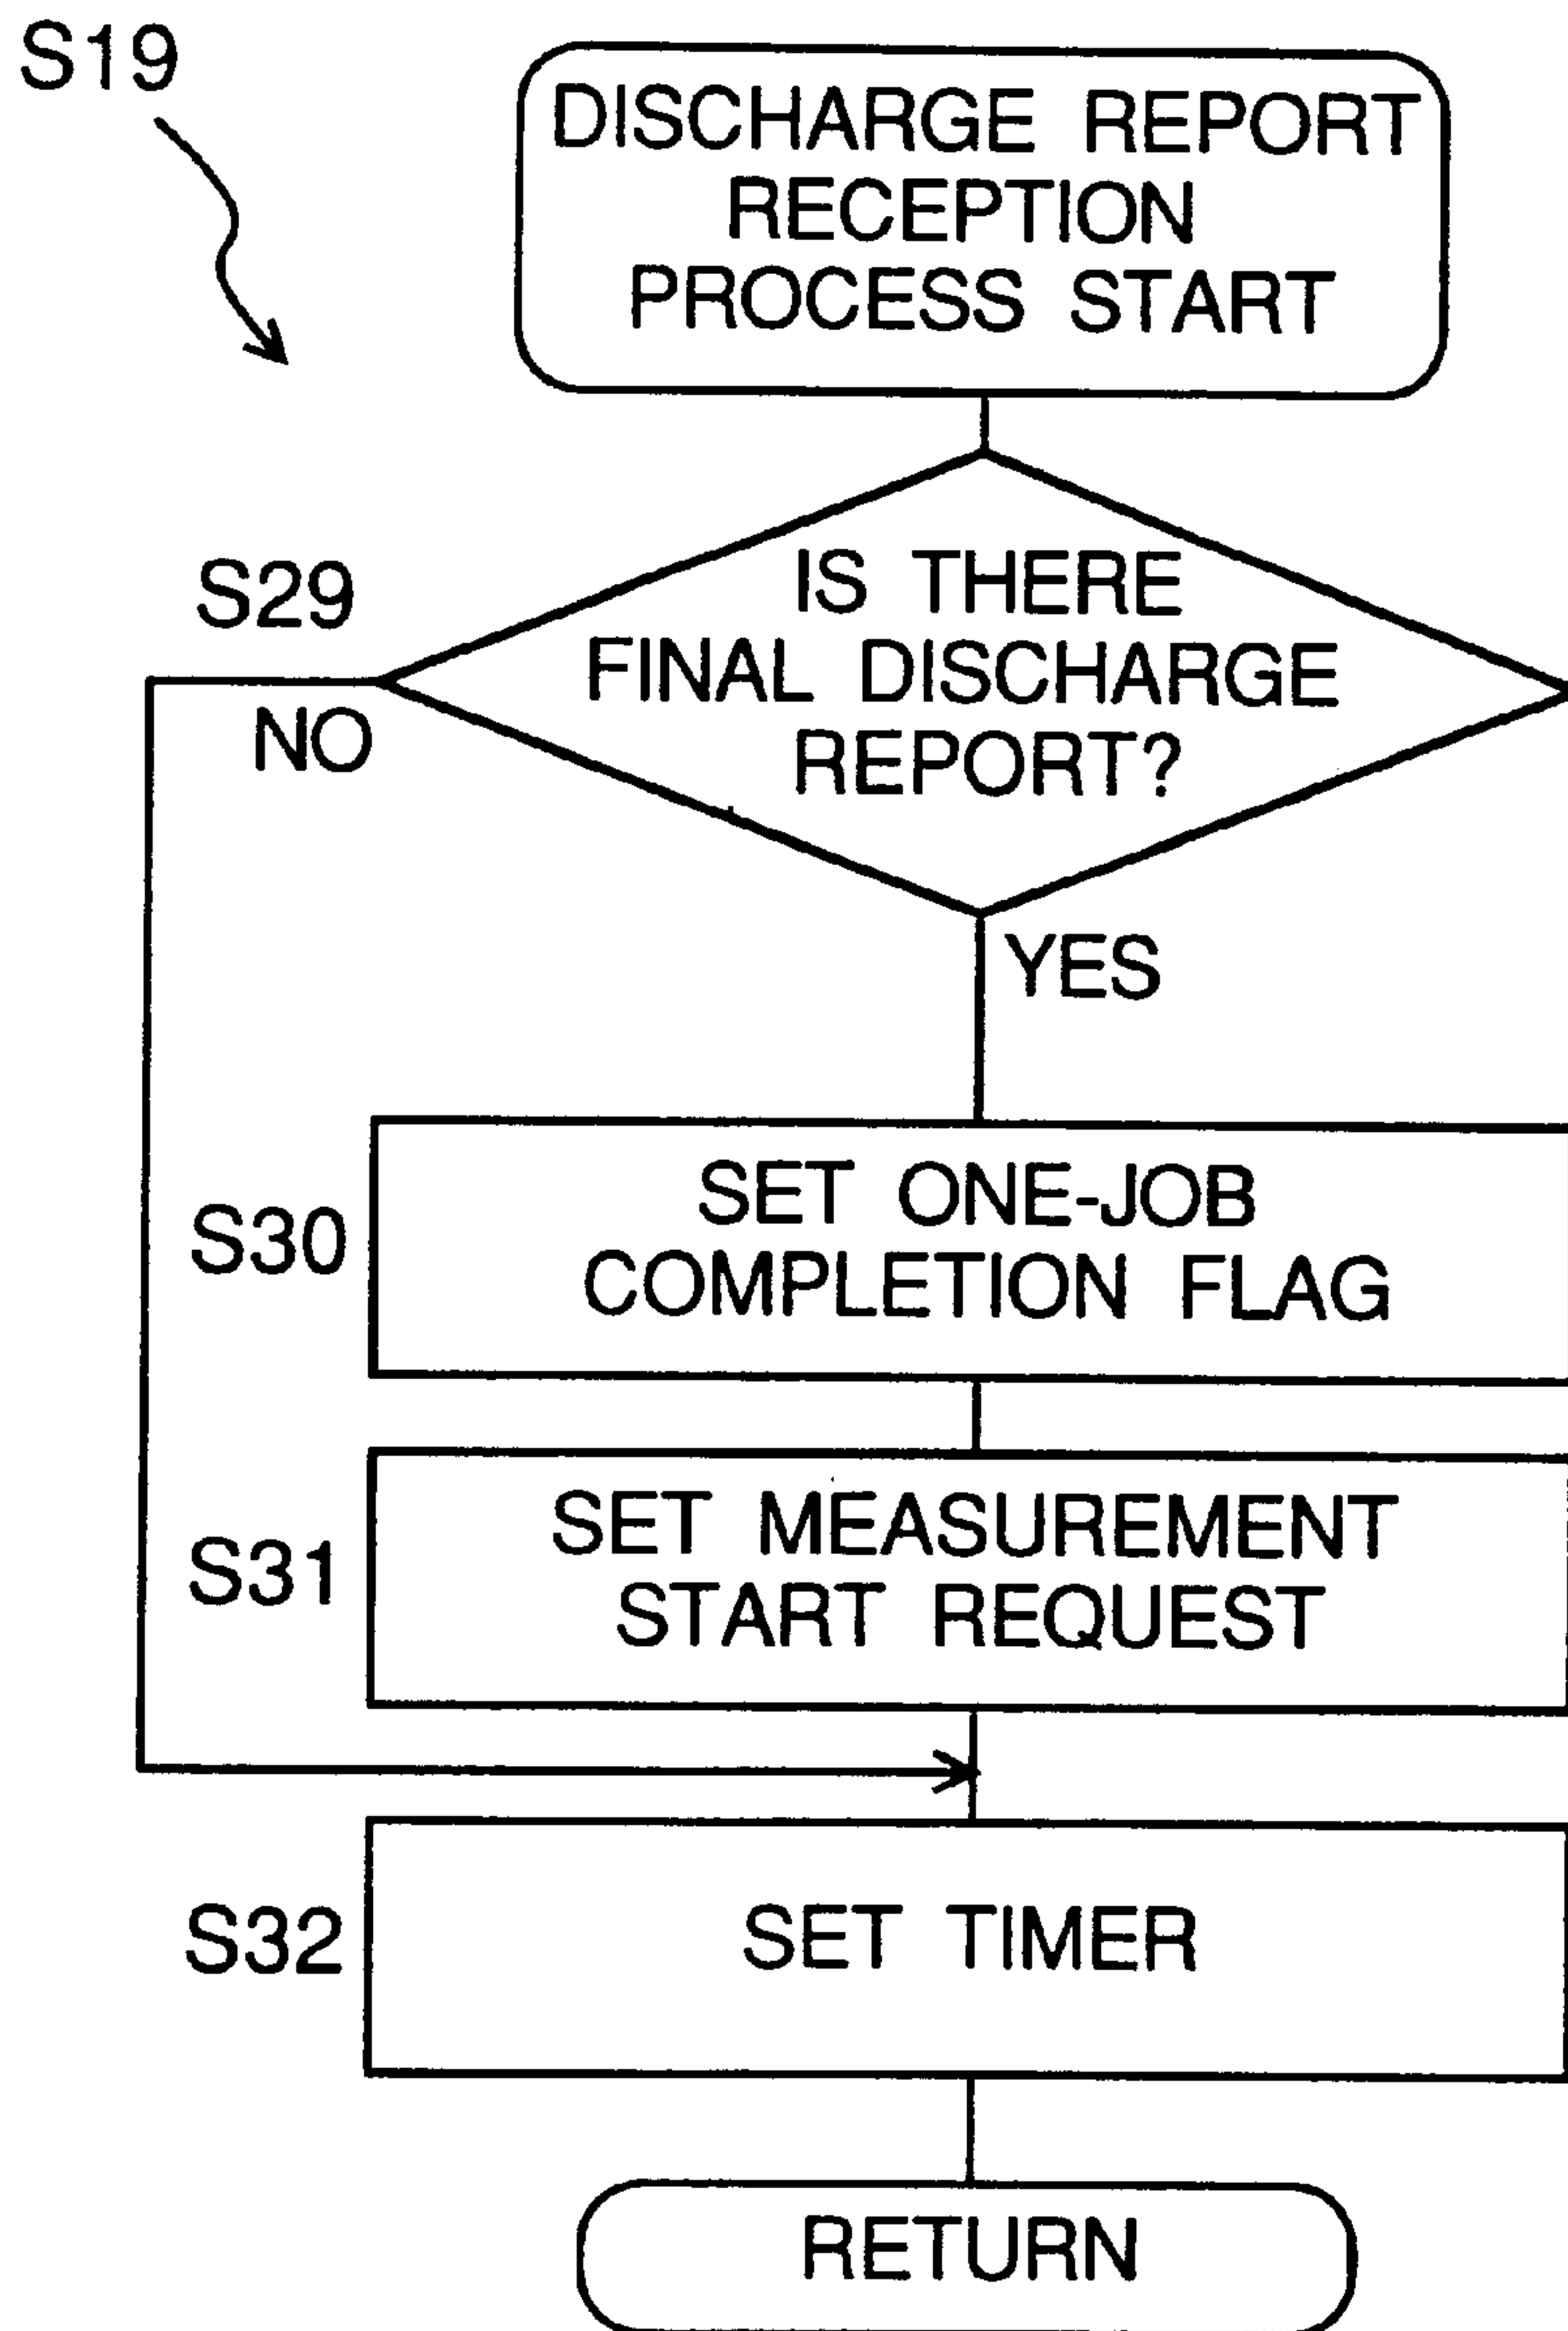 S19
DISCHARGE REPORT
RECEPTION
PROCESS START
S29
IS THERE
FINAL DISCHARGE
REPORT?
NO
YES
S30
SET ONE-JOB
COMPLETION FLAG
S31
SET MEASUREMENT
START REQUEST
S32
SET TIMER
RETURN